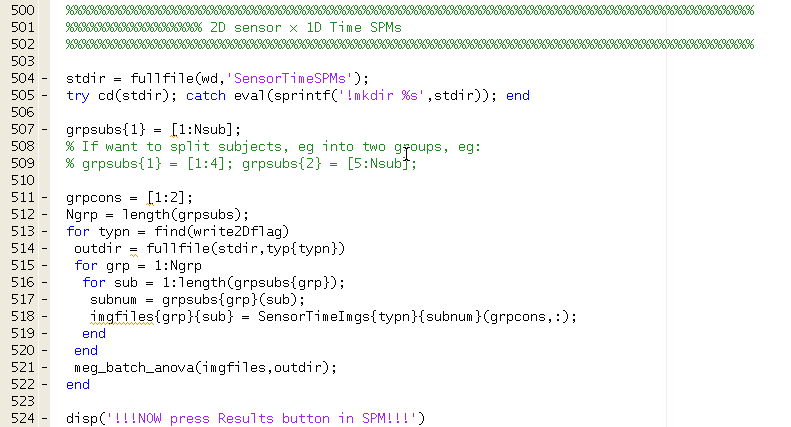 500 %%%%%%%%%%%%%%%%%%%%%%%%%%%%%%%%%%%%%%%%%%%%%%%%%%%%%%%%%%%%%%%%%%%%%%%%%%%%%%%%%%%%%%
501 %%%%%%%%%%%%%%%%% 2D sensor x 1D Time SPMs
502 %%%%%%%%%%%%%%%%%%%%%%%%%%%%%%%%%%%%%%%%%%%%%%%%%%%%%%%%%%%%%%%%%%%%%%%%%%%%%%%%%%%%%%
503
504 - stdir = fullfile(wd,'SensorTimeSPMs');
505 - try cd(stdir); catch eval(sprintf('!mkdir %s',stdir)); end
506
507 - grpsubs{1} = [1:Nsub];
508 % If want to split subjects, eg into two groups, eg:
509 % grpsubs{1} = [1:4]; grpsubs{2} = [5:Nsub];
510
511 - grpcons = [1:2];
512 - Ngrp = length(grpsubs);
513 - for typn = find(write2Dflag)
514 - outdir = fullfile(stdir,typ{typn})
515 - for grp = 1:Ngrp
516 - for sub = 1:length(grpsubs{grp});
517 - subnum = grpsubs{grp}(sub);
518 - imgfiles{grp}{sub} = SensorTimeImgs{typn}{subnum}(grpcons,:);
519 - end
520 - end
521 - meg_batch_anova(imgfiles,outdir);
522 - end
523
524 - disp('!!!NOW press Results button in SPM!!!')